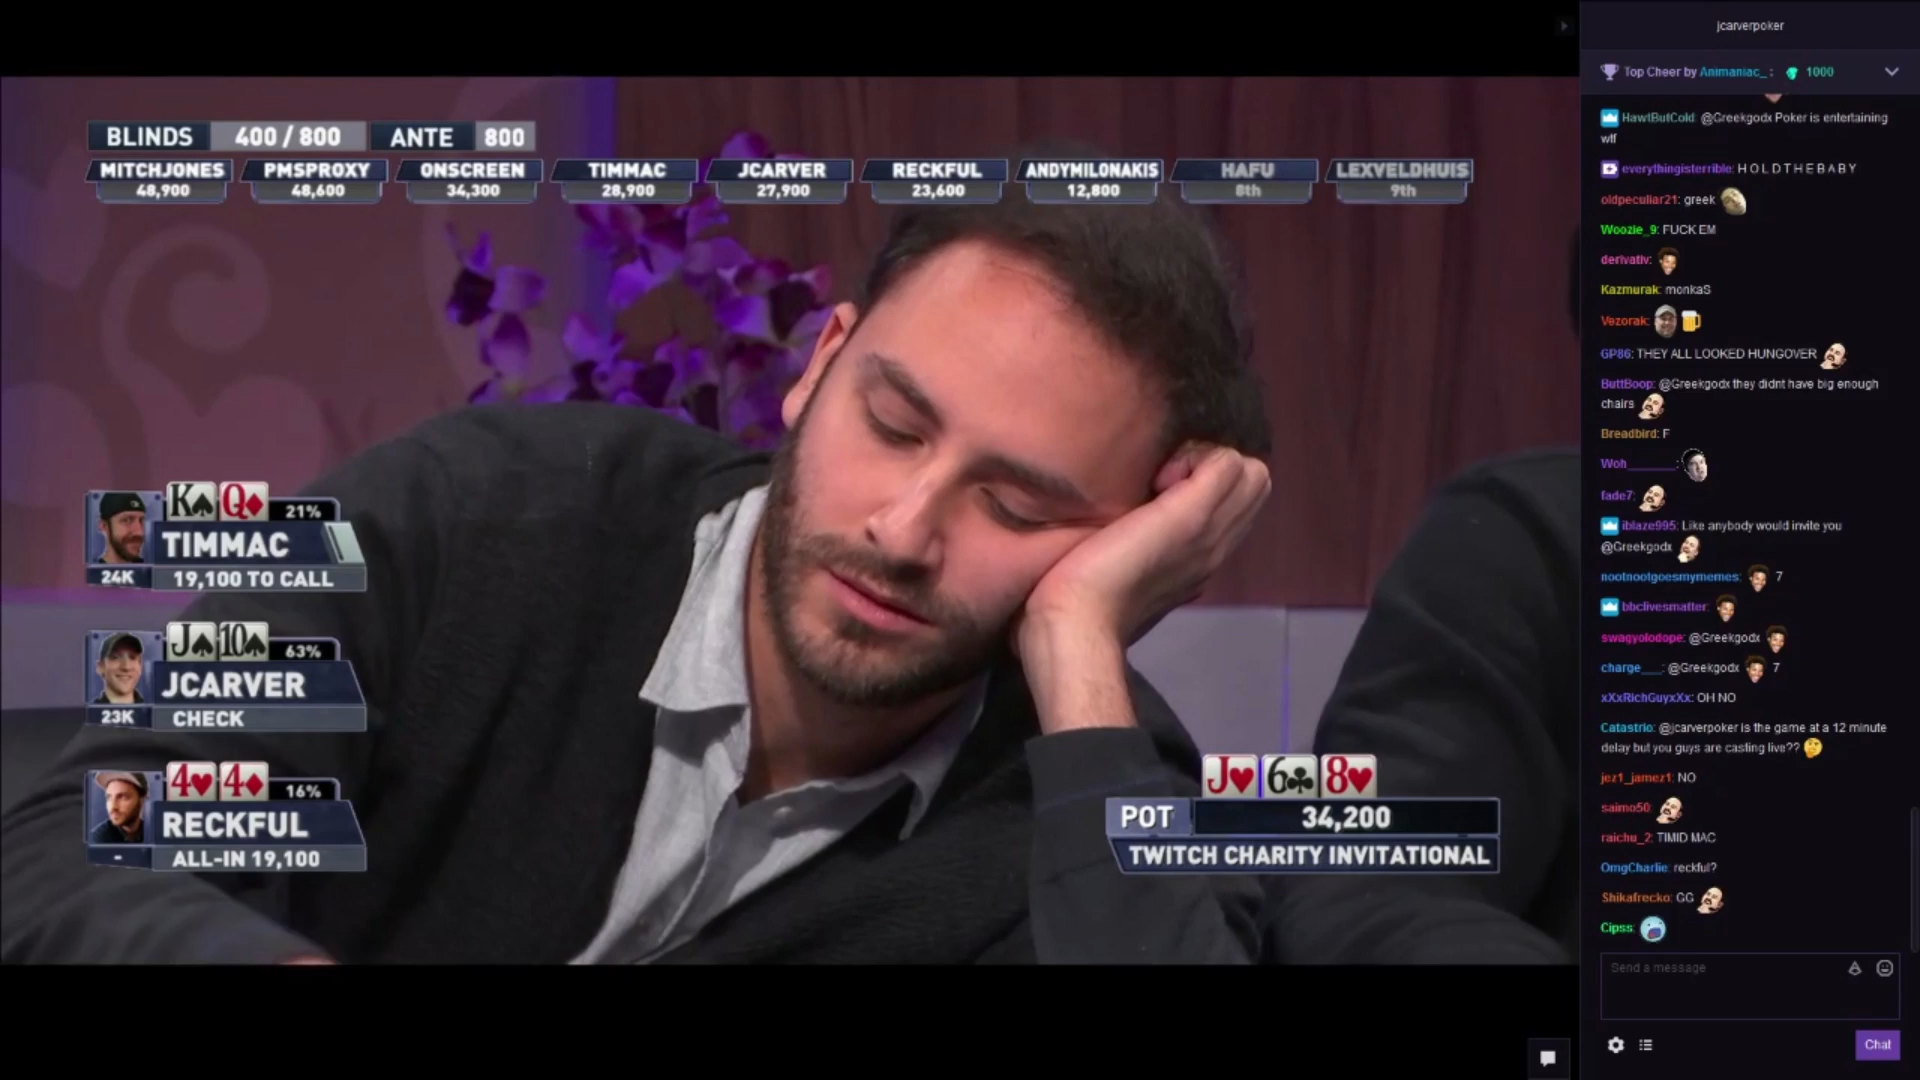 BLINDS 400 / 800 ANTE 800
MITCHJONES PMSPROXY ONSCREEN TIMMAC JCARVER RECKFUL ANDYMILONAKIS HAFU LEXVELDHUIS
48,900 48,600 34,300 28,900 27,900 23,600 12,800 8th 9th
K♠ Q♦ 21%
TIMMAC
24K 19,100 TO CALL
J♠ 10♠ 63%
JCARVER
23K CHECK
4♥ 4♦ 16%
RECKFUL
- ALL-IN 19,100
J♥ 6♣ 8♥
POT 34,200
TWITCH CHARITY INVITATIONAL
jcarverpoker
Top Cheer by Animaniac_ : 1000
HawtButCold: @Greekgodx Poker is entertaining
wtf
everythingisterrible: H O L D T H E B A B Y
oldpeculiar21: greek
Woozie_9: FUCK EM
derivativ:
Kazmurak: monkaS
Vezorak:
GP86: THEY ALL LOOKED HUNGOVER
ButtBoop: @Greekgodx they didnt have big enough
chairs
Breadbird: F
Woh______:
fade7:
iblaze995: Like anybody would invite you
@Greekgodx
nootnootgoesmymemes: 7
bbclivesmatter:
swagyolodope: @Greekgodx
charge___: @Greekgodx 7
xXxRichGuyxXx: OH NO
Catastrio: @jcarverpoker is the game at a 12 minute
delay but you guys are casting live??
jez1_jamez1: NO
saimo50:
raichu_2: TIMID MAC
OmgCharlie: reckful?
Shikafrecko: GG
Cipss:
Send a message
Chat